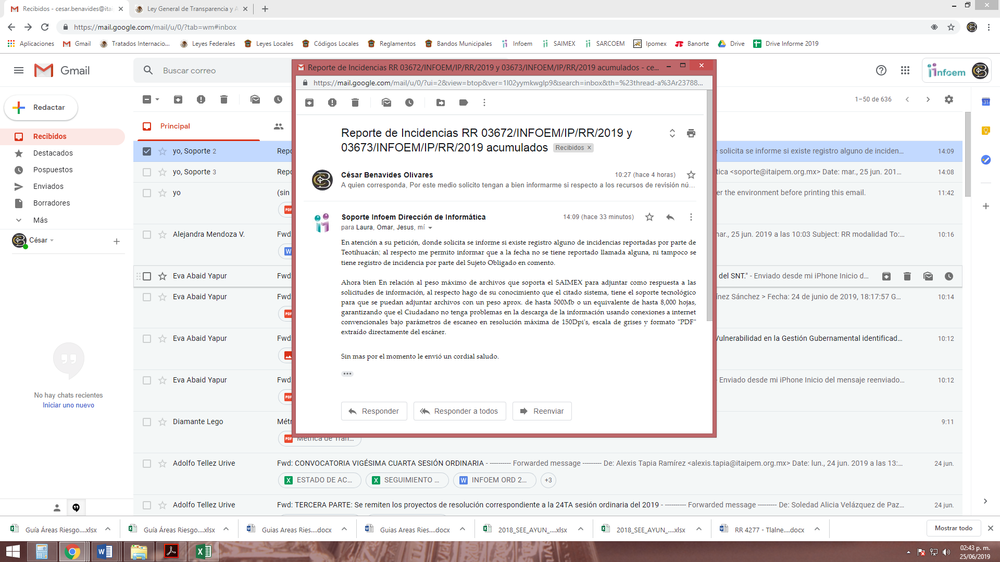 Recibidos - cesar.benavides@itai
Ley General de Transparencia y A
https://mail.google.com/mail/u/0/?tab=wm#inbox
Aplicaciones
Gmail
Tratados Internacio...
Leyes Federales
Leyes Locales
Códigos Locales
Reglamentos
Bandos Municipales
Infoem
SAIMEX
SARCOEM
Ipomex
Banorte
Drive
Drive Informe 2019
Gmail
Buscar correo
infoem
Redactar
1–50 de 636
Recibidos
Destacados
Pospuestos
Enviados
Borradores
Más
César
No hay chats recientes
Iniciar uno nuevo
Principal
yo, Soporte 2
Repo
e solicita se informe si existe registro alguno de inciden...
14:09
yo, Soporte 3
Repo
tica <soporte@itaipem.org.mx> Date: mar., 25 jun. 201...
14:08
yo
(sin
er the environment before printing this email.
11:42
PDF
Alejandra Mendoza V.
Fwd:
mar., 25 jun. 2019 a las 10:03 Subject: RR modalidad To:...
10:16
W
Eva Abaid Yapur
Fwd:
del SNT." - Enviado desde mi iPhone Inicio d...
Eva Abaid Yapur
Fwd:
ínez Sánchez > Fecha: 24 de junio de 2019, 18:17:57 G...
10:14
PDF
Eva Abaid Yapur
Fwd:
Vulnerabilidad en la Gestión Gubernamental identificad...
10:12
Eva Abaid Yapur
Fwd:
- Enviado desde mi iPhone Inicio del mensaje reenviado...
10:12
PDF
Diamante Lego
Métr
9:11
PDF
Métrica de Tran...
Adolfo Tellez Urive
Fwd: CONVOCATORIA VIGÉSIMA CUARTA SESIÓN ORDINARIA - ---------- Forwarded message --------- De: Alexis Tapia Ramírez <alexis.tapia@itaipem.org.mx> Date: lun., 24 jun. 2019 a las 13:...
24 jun.
ESTADO DE AC...
SEGUIMIENTO ...
INFOEM ORD 2...
+3
Adolfo Tellez Urive
Fwd: TERCERA PARTE: Se remiten los proyectos de resolución correspondiente a la 24TA sesión ordinaria del 2019 - ---------- Forwarded message --------- De: Soledad Alicia Velázquez de Paz...
24 jun.
Reporte de Incidencias RR 03672/INFOEM/IP/RR/2019 y 03673/INFOEM/IP/RR/2019 acumulados - ce...
https://mail.google.com/mail/u/0/?ui=2&view=btop&ver=1l02yymkwglp9&search=inbox&th=%23thread-a%3Ar23788...
Reporte de Incidencias RR 03672/INFOEM/IP/RR/2019 y
03673/INFOEM/IP/RR/2019 acumulados
Recibidos ×
César Benavides Olivares
10:27 (hace 4 horas)
A quien corresponda, Por este medio solicito tengan a bien informarme si respecto a los recursos de revisión nú...
Soporte Infoem Dirección de Informática
14:09 (hace 33 minutos)
para Laura, Omar, Jesus, mí
En atención a su petición, donde solicita se informe si existe registro alguno de incidencias reportadas por parte de
Teotihuacán; al respecto me permito informar que a la fecha no se tiene reportado llamada alguna, ni tampoco se
tiene registro de incidencia por parte del Sujeto Obligado en comento.
Ahora bien En relación al peso máximo de archivos que soporta el SAIMEX para adjuntar como respuesta a las
solicitudes de información, al respecto hago de su conocimiento que el citado sistema, tiene el soporte tecnológico
para que se puedan adjuntar archivos con un peso aprox. de hasta 500Mb o un equivalente de hasta 8,000 hojas,
garantizando que el Ciudadano no tenga problemas en la descarga de la información usando conexiones a internet
convencionales bajo parámetros de escaneo en resolución máxima de 150Dpi's, escala de grises y formato "PDF"
extraído directamente del escáner.
Sin mas por el momento le envió un cordial saludo.
Responder
Responder a todos
Reenviar
Guía Áreas Riesgo....xlsx
Guía Áreas Riesgo....xlsx
Guias Areas Ries....docx
Guias Areas Ries....docx
2018_SEE_AYUN_....xlsx
2018_SEE_AYUN_....xlsx
RR 4277 - Tlalne....docx
Mostrar todo
02:43 p. m.
25/06/2019